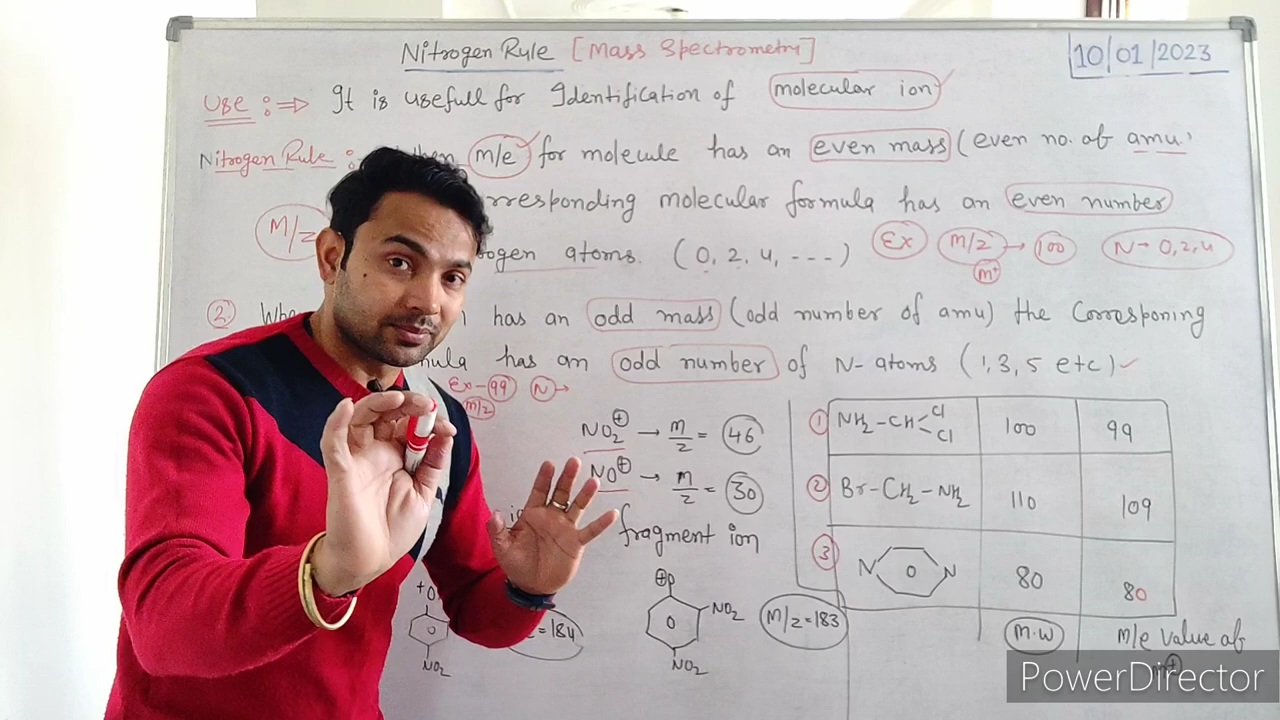 Nitrogen Rule [Mass Spectrometry]
10/01/2023
Use :⇒ It is usefull for Identification of molecular ion
Nitrogen Rule : m/e for molecule has an even mass (even no. of amu.
rresponding molecular formula has an even number
M/z
ogen atoms. (0, 2, 4, ---)
Ex M/z → 100 N → 0, 2, 4
M+
2. Whe has an odd mass (odd number of amu) the Corresponing
mula has an odd number of N- atoms (1, 3, 5 etc)
Ex - 99 N →
M/z
NO2⊕ → m/z = 46
NO⊕ → m/z = 30
fragment ion
+O
NO2
=184
⊕O
NO2
NO2
M/z = 183
1 NH2-CH Cl Cl 100 99
2 Br-CH2-NH2 110 109
3 N O N 80 80
M.W M/e value of
M⊕
PowerDirector